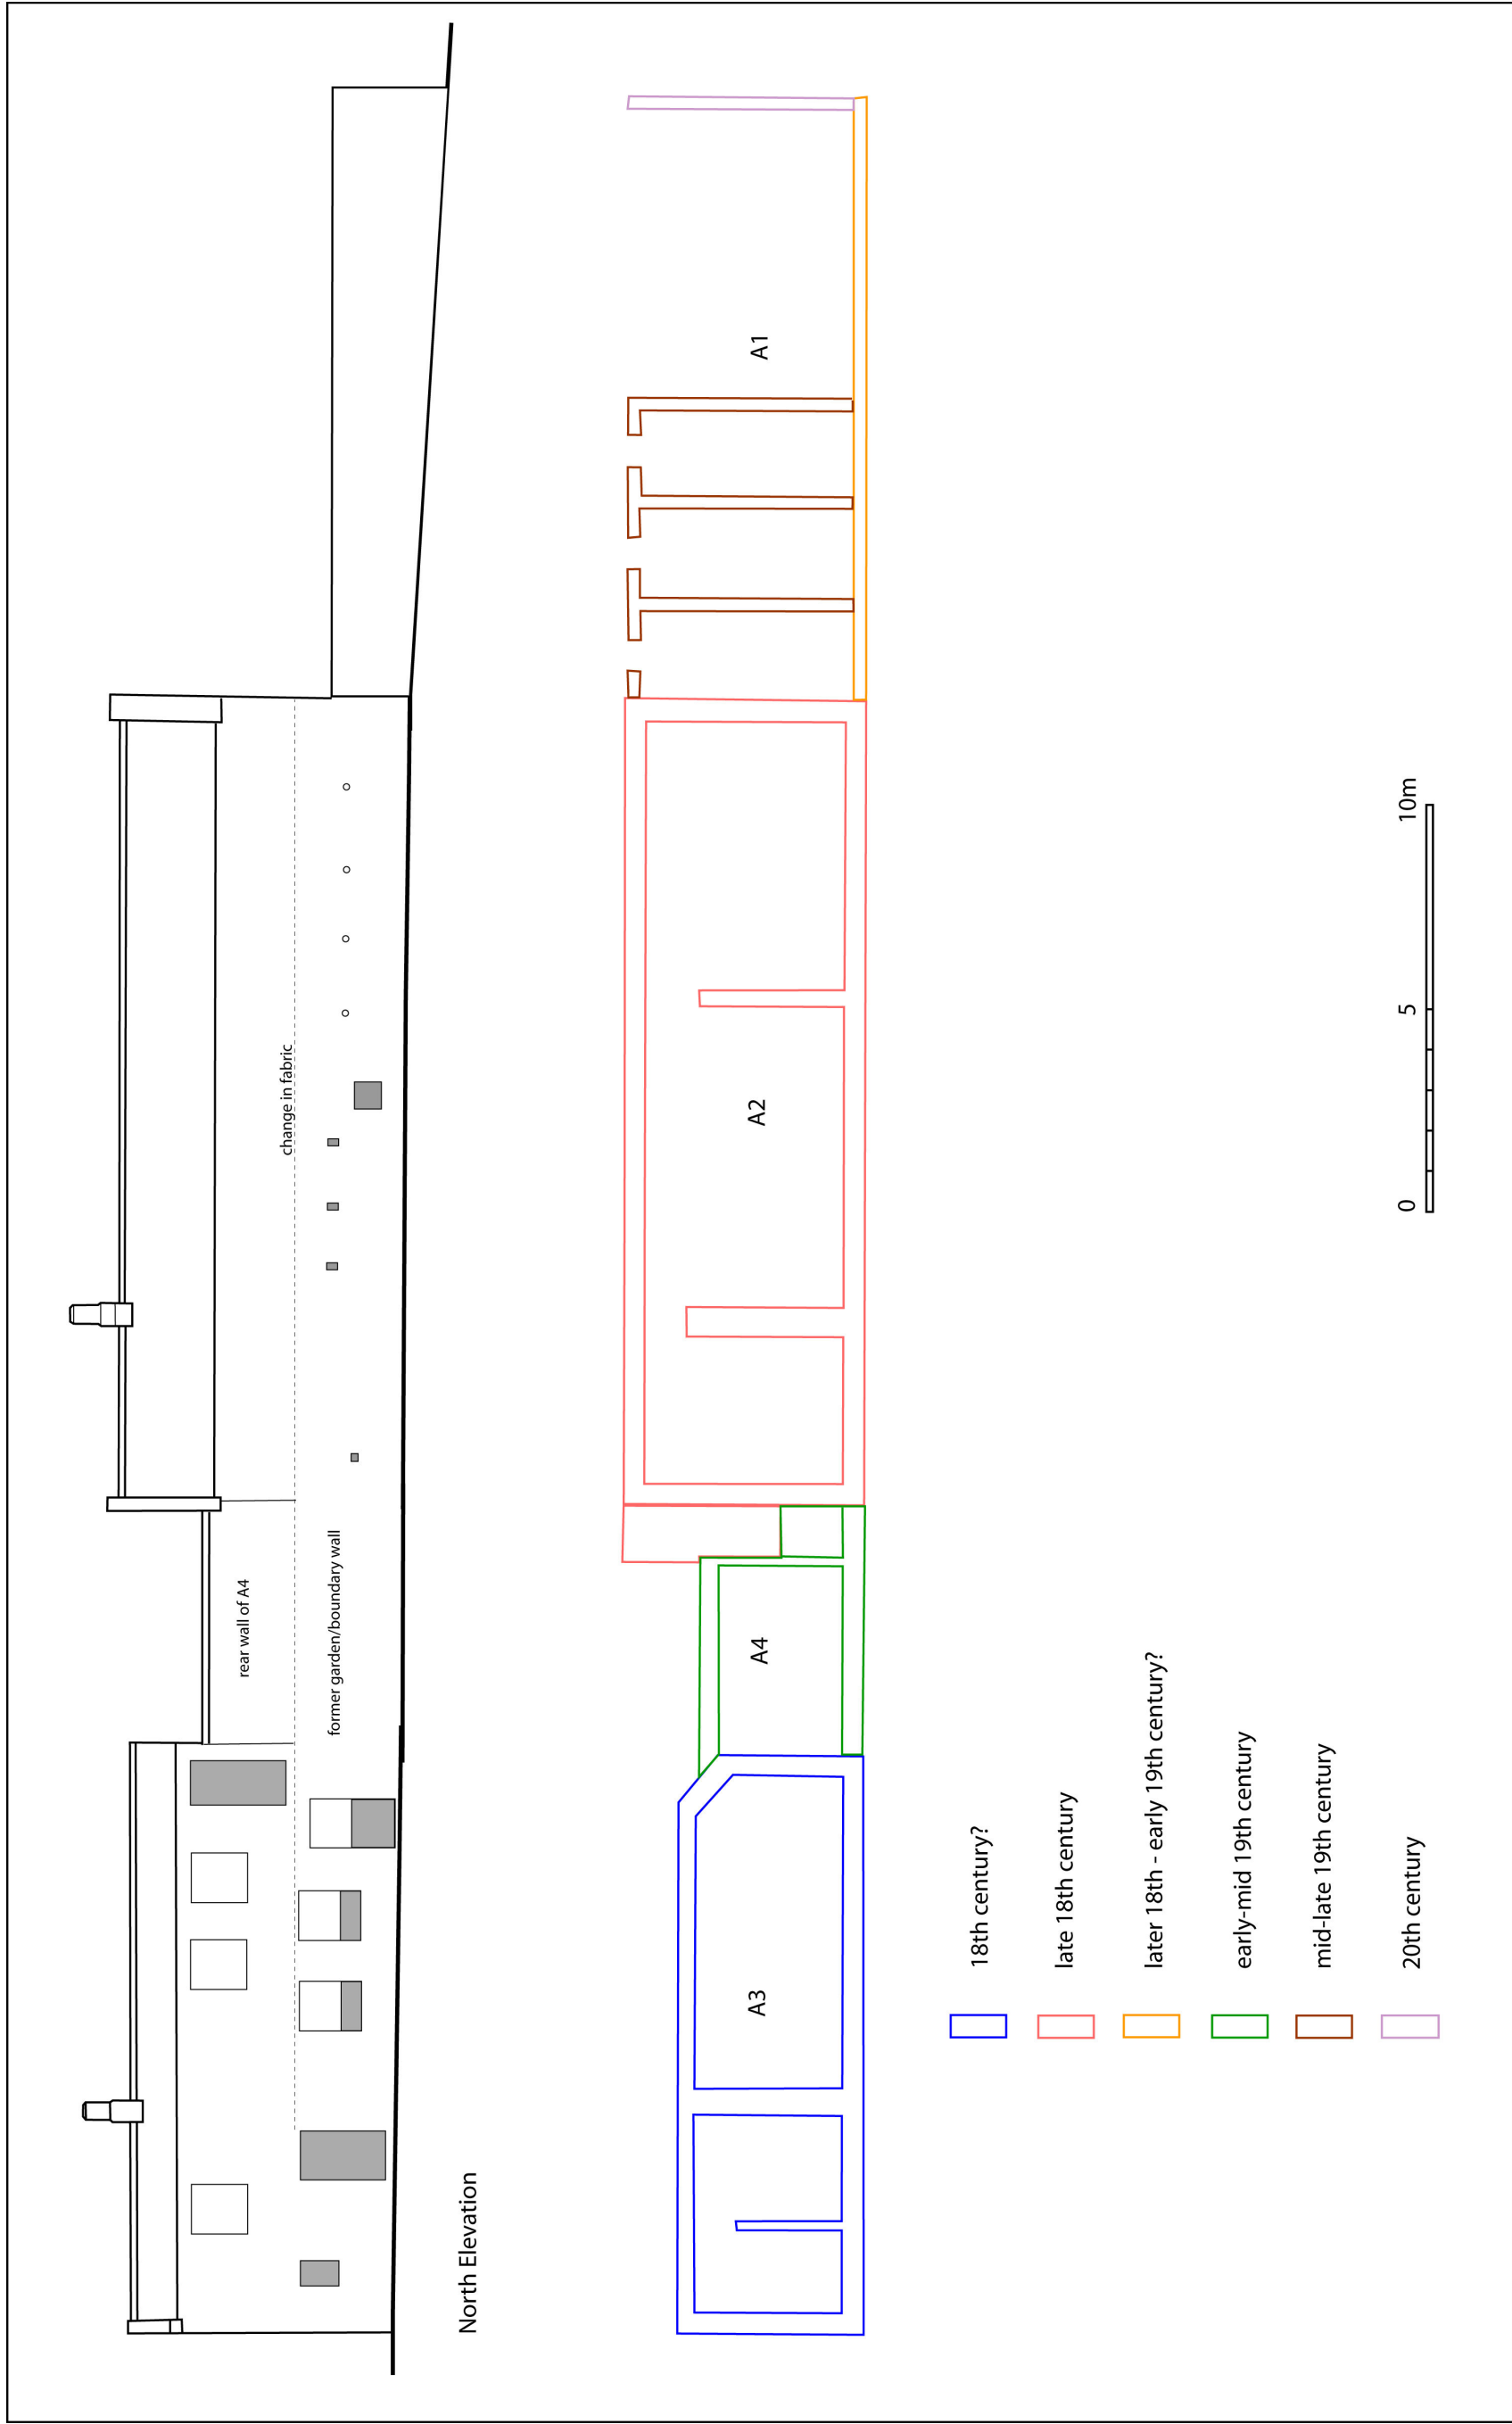 change in fabric
rear wall of A4
former garden/boundary wall
North Elevation
A3
A4
A2
A1
18th century?
late 18th century
later 18th - early 19th century?
early-mid 19th century
mid-late 19th century
20th century
0 5 10m